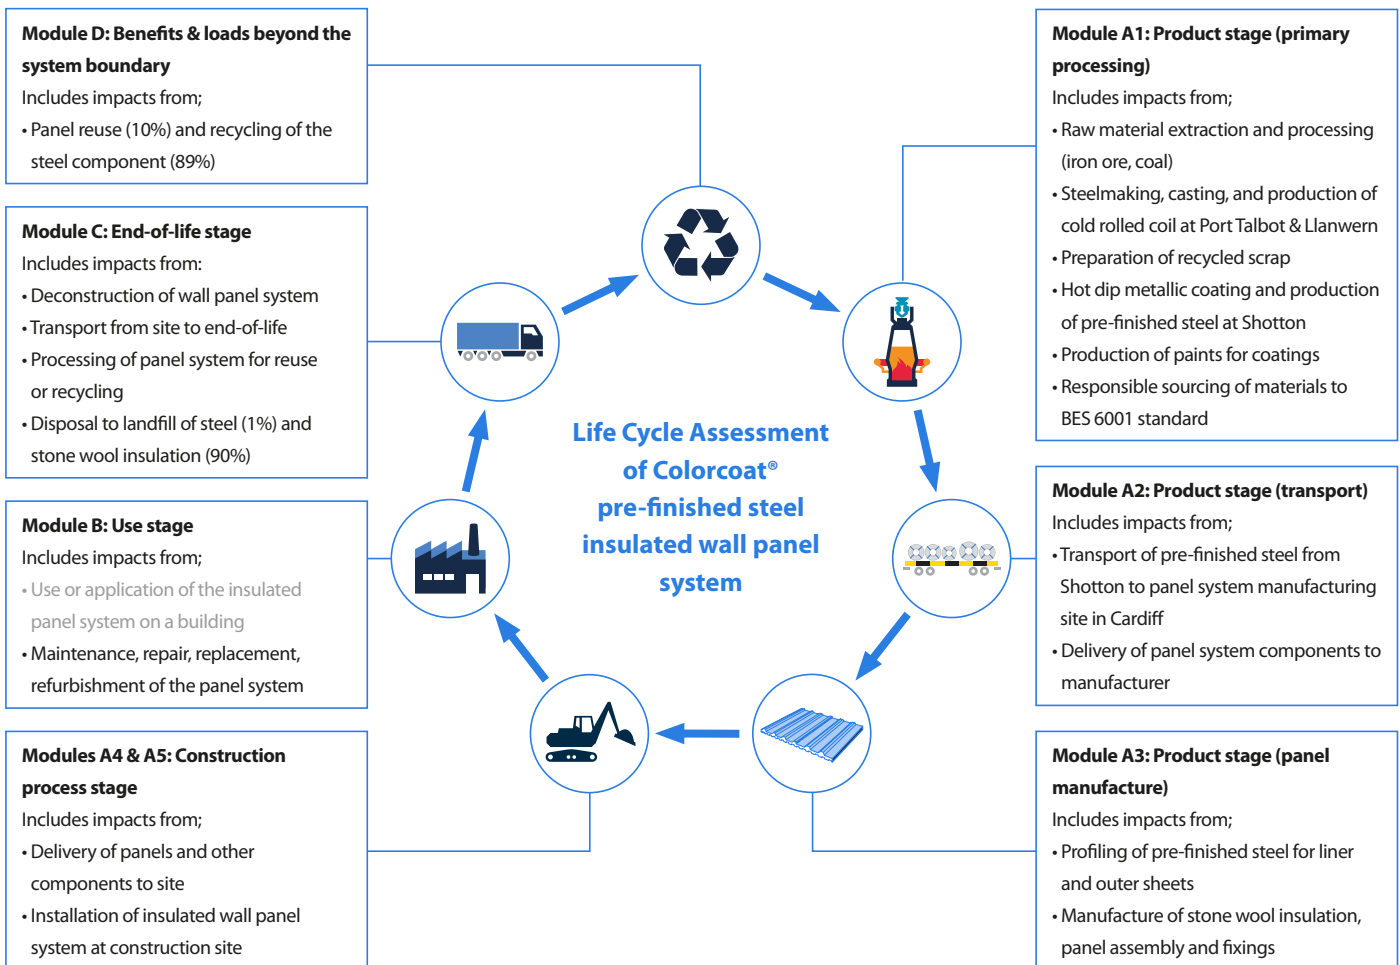 Module D: Benefits & loads beyond the
system boundary
Includes impacts from;
• Panel reuse (10%) and recycling of the
steel component (89%)
Module C: End-of-life stage
Includes impacts from:
• Deconstruction of wall panel system
• Transport from site to end-of-life
• Processing of panel system for reuse
or recycling
• Disposal to landfill of steel (1%) and
stone wool insulation (90%)
Module B: Use stage
Includes impacts from;
• Use or application of the insulated
panel system on a building
• Maintenance, repair, replacement,
refurbishment of the panel system
Modules A4 & A5: Construction
process stage
Includes impacts from;
• Delivery of panels and other
components to site
• Installation of insulated wall panel
system at construction site
Life Cycle Assessment
of Colorcoat®
pre-finished steel
insulated wall panel
system
Module A1: Product stage (primary
processing)
Includes impacts from;
• Raw material extraction and processing
(iron ore, coal)
• Steelmaking, casting, and production of
cold rolled coil at Port Talbot & Llanwern
• Preparation of recycled scrap
• Hot dip metallic coating and production
of pre-finished steel at Shotton
• Production of paints for coatings
• Responsible sourcing of materials to
BES 6001 standard
Module A2: Product stage (transport)
Includes impacts from;
• Transport of pre-finished steel from
Shotton to panel system manufacturing
site in Cardiff
• Delivery of panel system components to
manufacturer
Module A3: Product stage (panel
manufacture)
Includes impacts from;
• Profiling of pre-finished steel for liner
and outer sheets
• Manufacture of stone wool insulation,
panel assembly and fixings